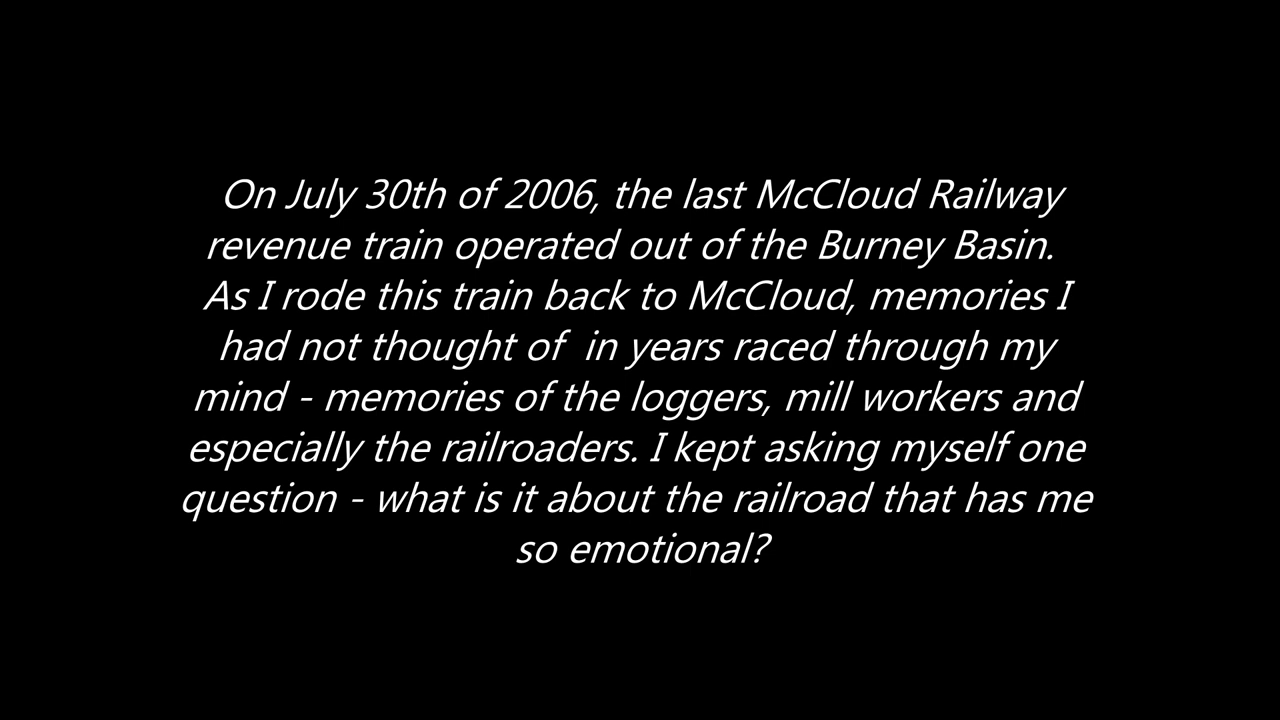 On July 30th of 2006, the last McCloud Railway
revenue train operated out of the Burney Basin.
As I rode this train back to McCloud, memories I
had not thought of  in years raced through my
mind - memories of the loggers, mill workers and
especially the railroaders. I kept asking myself one
question - what is it about the railroad that has me
so emotional?